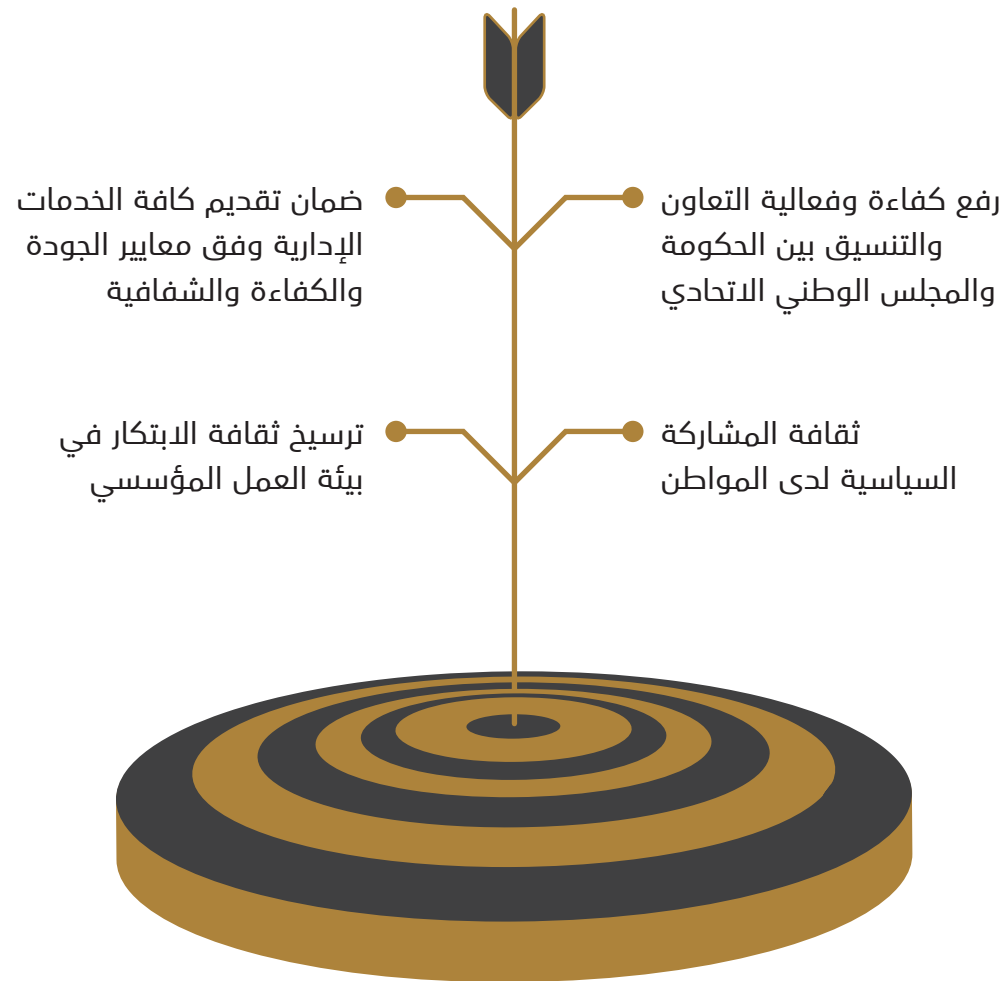 رفع كفاءة وفعالية التعاون
والتنسيق بين الحكومة
والمجلس الوطني الاتحادي
ضمان تقديم كافة الخدمات
الإدارية وفق معايير الجودة
والكفاءة والشفافية
ثقافة المشاركة
السياسية لدى المواطن
ترسيخ ثقافة الابتكار في
بيئة العمل المؤسسي